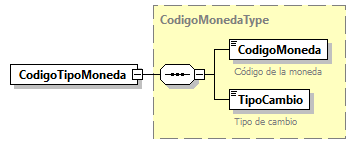 CodigoMonedaType
CodigoTipoMoneda
CodigoMoneda
Código de la moneda
TipoCambio
Tipo de cambio